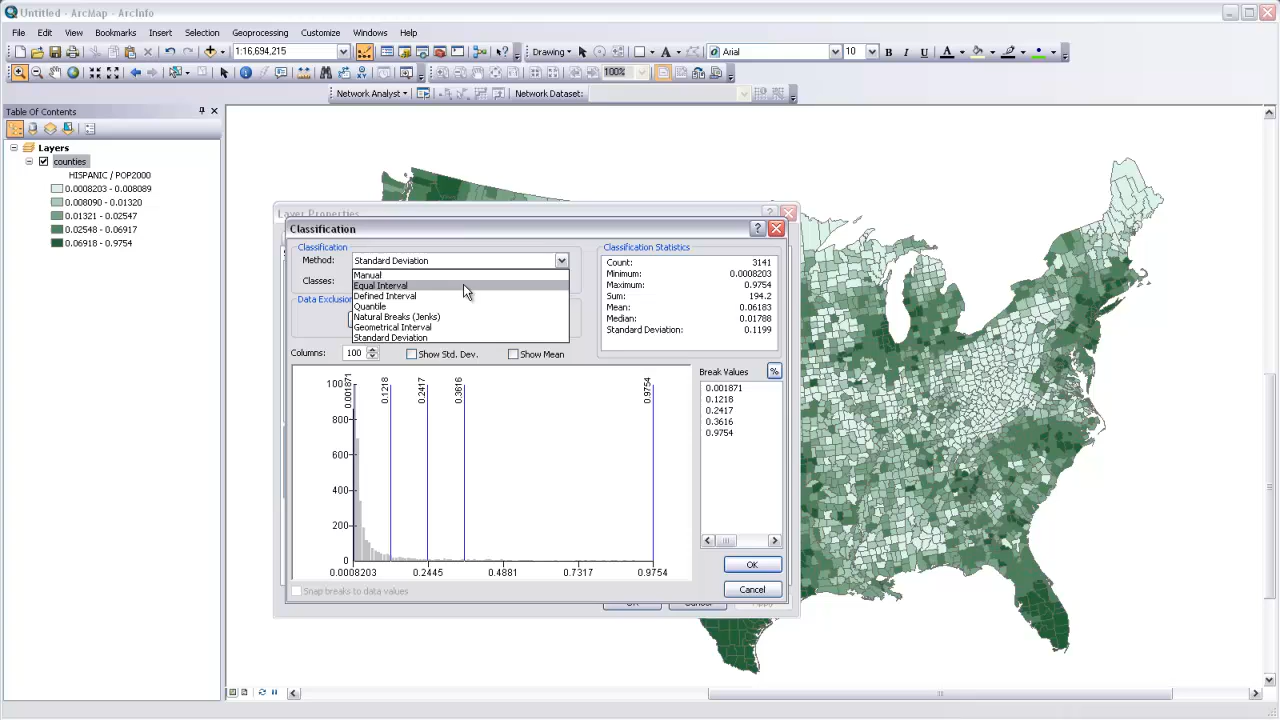 Untitled - ArcMap - ArcInfo
File Edit View Bookmarks Insert Selection Geoprocessing Customize Windows Help
1:16,694,215 Drawing A Arial 10 B I U A
100%
Network Analyst Network Dataset:
Table Of Contents
Layers
counties
HISPANIC / POP2000
0.0008203 - 0.008089
0.008090 - 0.01320
0.01321 - 0.02547
0.02548 - 0.06917
0.06918 - 0.9754
Layer Properties
Classification
Classification
Method: Standard Deviation
Manual
Equal Interval
Defined Interval
Quantile
Natural Breaks (Jenks)
Geometrical Interval
Standard Deviation
Classes:
Data Exclusion
Columns: 100 Show Std. Dev. Show Mean
Classification Statistics
Count: 3141
Minimum: 0.0008203
Maximum: 0.9754
Sum: 194.2
Mean: 0.06183
Median: 0.01788
Standard Deviation: 0.1199
Break Values %
0.001871
0.1218
0.2417
0.3616
0.9754
0.001871 0.1218 0.2417 0.3616 0.9754
800
600
400
200
0
0.0008203 0.2445 0.4881 0.7317 0.9754
Snap breaks to data values
OK
Cancel